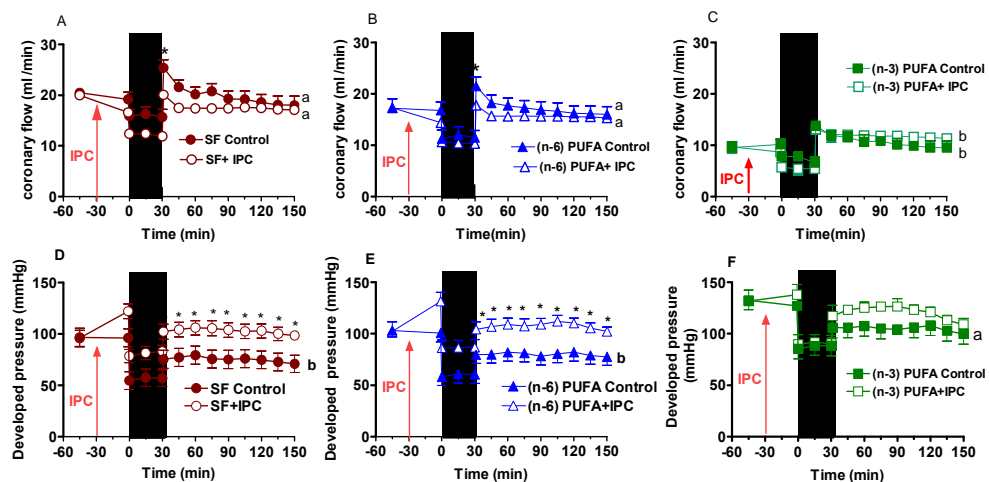 A
coronary flow (ml /min)
30
20
10
0
*
a
a
IPC
SF Control
SF+ IPC
-60 -30 0 30 60 90 120 150
Time (min)
B
coronary flow (ml /min)
30
20
10
0
*
a
a
IPC
(n-6) PUFA Control
(n-6) PUFA+ IPC
-60 -30 0 30 60 90 120 150
Time(min)
C
coronary flow (ml /min)
30
20
10
0
(n-3) PUFA Control
(n-3) PUFA+ IPC
b
b
IPC
-60 -30 0 30 60 90 120 150
Time(min)
D
Developed pressure (mmHg)
150
100
50
0
* * * * * * * *
b
IPC
SF Control
SF+IPC
-60 -30 0 30 60 90 120 150
Time (min)
E
Developed pressure (mmHg)
150
100
50
0
* * * * * * * * *
b
IPC
(n-6) PUFA Control
(n-6) PUFA+IPC
-60 -30 0 30 60 90 120 150
Time (min)
F
Developed pressure
(mmHg)
150
100
50
0
a
IPC
(n-3) PUFA Control
(n-3) PUFA+IPC
-60 -30 0 30 60 90 120 150
Time (min)